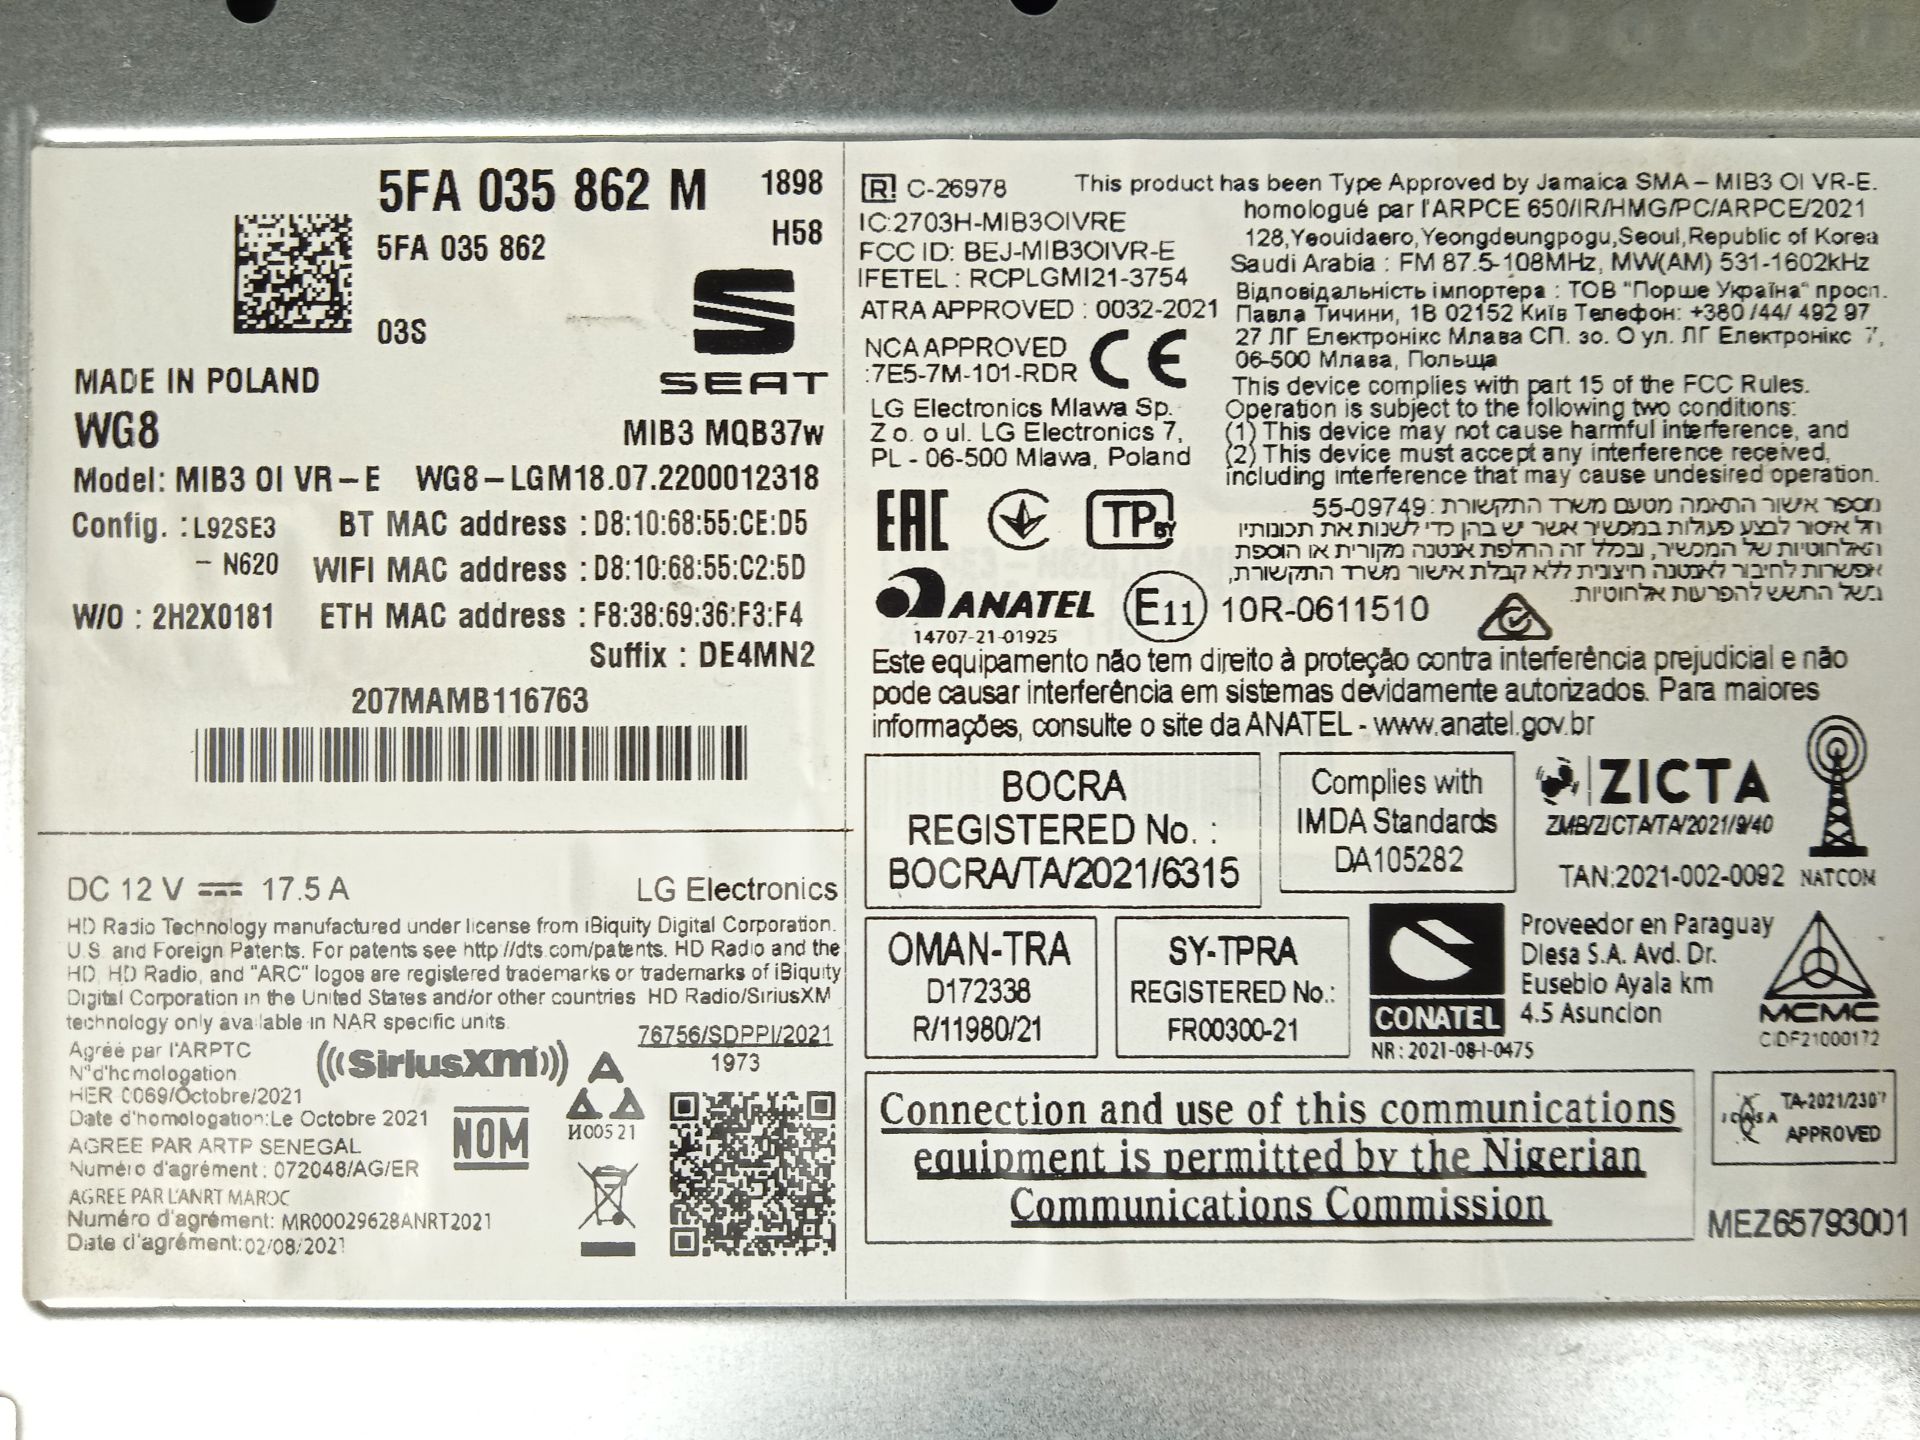 5FA 035 862 M
1898
5FA 035 862
H58
03S
SEAT
MADE IN POLAND
WG8
MIB3 MQB37w
Model: MIB3 OI VR-E WG8-LGM18.07.2200012318
Config. : L92SE3
- N620
BT MAC address : D8:10:68:55:CE:D5
WIFI MAC address : D8:10:68:55:C2:5D
W/O : 2H2X0181
ETH MAC address : F8:38:69:36:F3:F4
Suffix : DE4MN2
207MAMB116763
DC 12 V 17.5 A
LG Electronics
HD Radio Technology manufactured under license from iBiquity Digital Corporation.
U.S. and Foreign Patents. For patents see http://dts.com/patents. HD Radio and the
HD, HD Radio, and "ARC" logos are registered trademarks or trademarks of iBiquity
Digital Corporation in the United States and/or other countries HD Radio/SiriusXM
technology only available in NAR specific units.
76756/SDPPI/2021
1973
Agréé par l'ARPTC
N°d'homologation
HER 0069/Octobre/2021
Date d'homologation:Le Octobre 2021
AGREE PAR ARTP SENEGAL
Numéro d'agrément : 072048/AG/ER
AGREE PAR L'ANRT MAROC
Numéro d'agrément: MR00029628ANRT2021
Date d'agrément:02/08/2021
(((SiriusXM)))
NOM
И00521
R! C-26978
IC:2703H-MIB3OIVRE
FCC ID: BEJ-MIB3OIVR-E
IFETEL : RCPLGMI21-3754
ATRA APPROVED : 0032-2021
NCA APPROVED
:7E5-7M-101-RDR
CE
LG Electronics Mlawa Sp.
Z o. o ul. LG Electronics 7,
PL - 06-500 Mlawa, Poland
This product has been Type Approved by Jamaica SMA – MIB3 OI VR-E.
homologué par l'ARPCE 650/IR/HMG/PC/ARPCE/2021
128,Yeouidaero,Yeongdeungpogu,Seoul,Republic of Korea
Saudi Arabia : FM 87.5-108MHz, MW(AM) 531-1602kHz
Відповідальність імпортера : ТОВ "Порше Україна" просп.
Павла Тичини, 1В 02152 Київ Телефон: +380 /44/ 492 97
27 ЛГ Електронікс Млава СП. зо. О ул. ЛГ Електронікс 7,
06-500 Млава, Польща
This device complies with part 15 of the FCC Rules.
Operation is subject to the following two conditions:
(1) This device may not cause harmful interference, and
(2) This device must accept any interference received,
including interference that may cause undesired operation.
מספר אישור התאמה מטעם משרד התקשורת: 55-09749
חל איסור לבצע פעולות במכשיר אשר יש בהן כדי לשנות את תכונותיו
האלחוטיות של המכשיר, ובכלל זה החלפת אנטנה מקורית או הוספת
אפשרות לחיבור לאנטנה חיצונית ללא קבלת אישור משרד התקשורת,
בשל החשש להפרעות אלחוטיות.
EAC
TP BY
ANATEL
14707-21-01925
E11 10R-0611510
Este equipamento não tem direito à proteção contra interferência prejudicial e não
pode causar interferência em sistemas devidamente autorizados. Para maiores
informações, consulte o site da ANATEL - www.anatel.gov.br
BOCRA
REGISTERED No. :
BOCRA/TA/2021/6315
Complies with
IMDA Standards
DA105282
ZICTA
ZMB/ZICTA/TA/2021/9/40
TAN:2021-002-0092
NATCOM
OMAN-TRA
D172338
R/11980/21
SY-TPRA
REGISTERED No.:
FR00300-21
CONATEL
NR : 2021-08-I-0475
Proveedor en Paraguay
Diesa S.A. Avd. Dr.
Eusebio Ayala km
4.5 Asuncion
MCMC
CIDF21000172
Connection and use of this communications
equipment is permitted by the Nigerian
Communications Commission
ICASA
TA-2021/2307
APPROVED
MEZ65793001